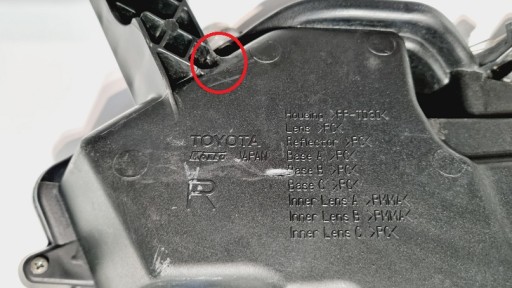 Housing >PP-TD30<
Lens >PC<
TOYOTA
Reflector >PC<
JAPAN
Base A >PC<
Base B >PC<
R
Base C >PC<
Inner Lens A >PMMA<
Inner Lens B >PMMA<
Inner Lens C >PC<